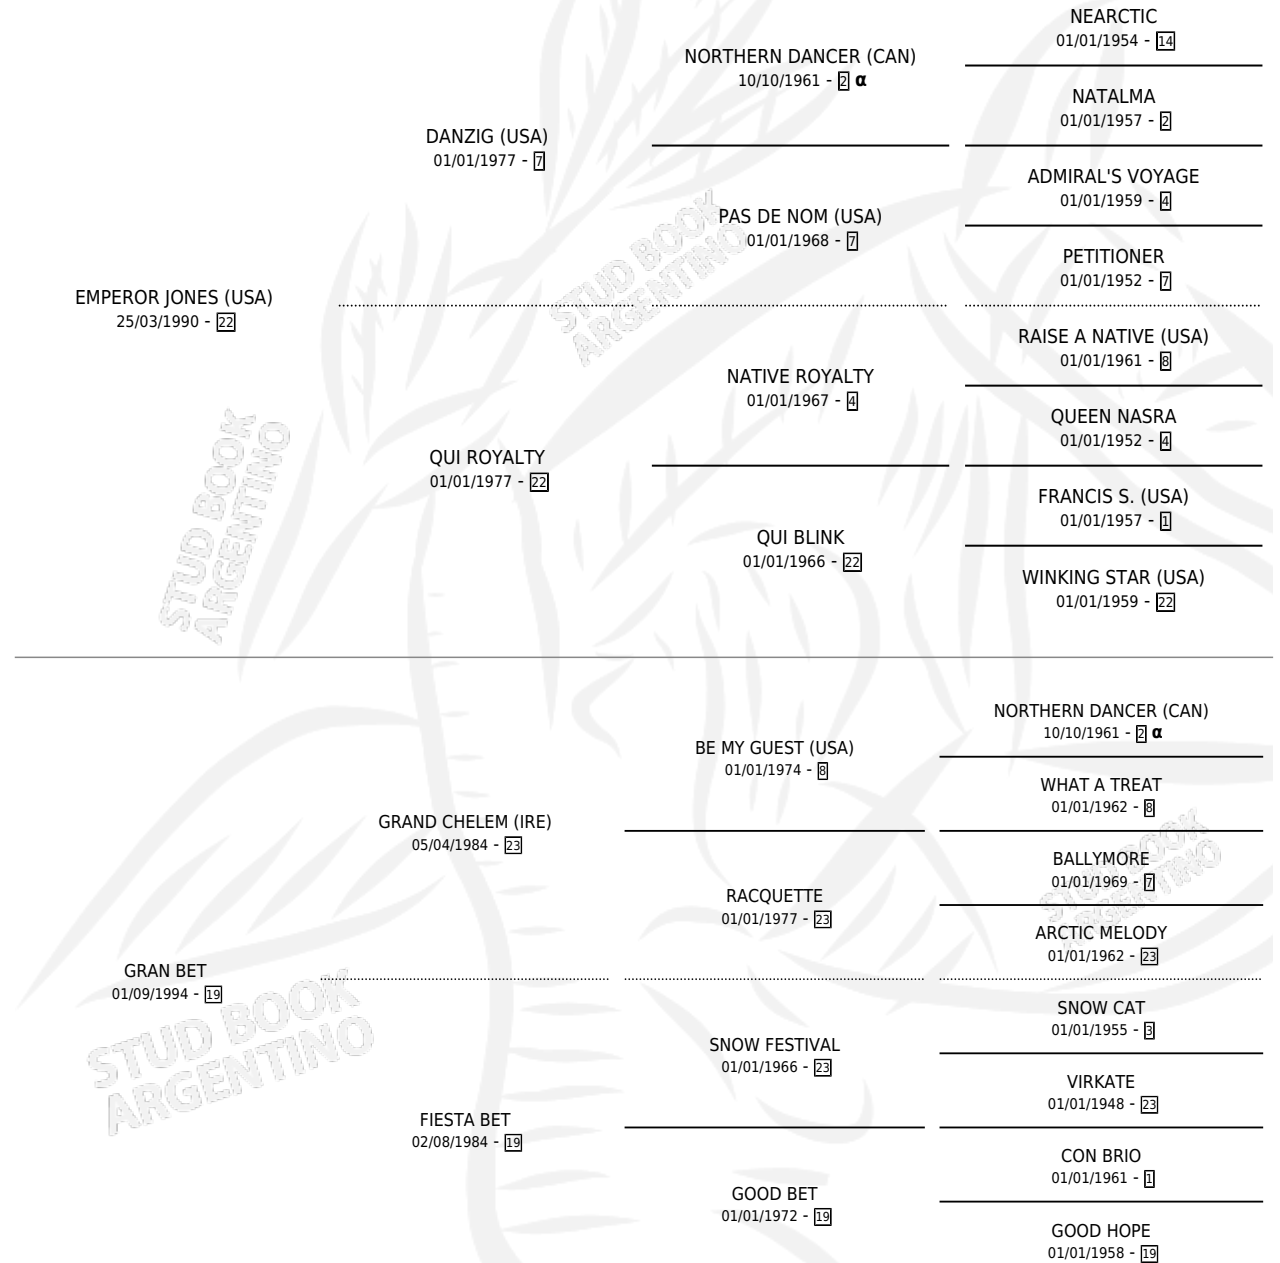 NEARCTIC
01/01/1954 - 14
NORTHERN DANCER (CAN)
10/10/1961 - 2 α
NATALMA
01/01/1957 - 2
DANZIG (USA)
01/01/1977 - 7
ADMIRAL'S VOYAGE
01/01/1959 - 4
PAS DE NOM (USA)
01/01/1968 - 7
PETITIONER
01/01/1952 - 7
EMPEROR JONES (USA)
25/03/1990 - 22
RAISE A NATIVE (USA)
01/01/1961 - 8
NATIVE ROYALTY
01/01/1967 - 4
QUEEN NASRA
01/01/1952 - 4
QUI ROYALTY
01/01/1977 - 22
FRANCIS S. (USA)
01/01/1957 - 1
QUI BLINK
01/01/1966 - 22
WINKING STAR (USA)
01/01/1959 - 22
NORTHERN DANCER (CAN)
10/10/1961 - 2 α
BE MY GUEST (USA)
01/01/1974 - 8
WHAT A TREAT
01/01/1962 - 8
GRAND CHELEM (IRE)
05/04/1984 - 23
BALLYMORE
01/01/1969 - 7
RACQUETTE
01/01/1977 - 23
ARCTIC MELODY
01/01/1962 - 23
GRAN BET
01/09/1994 - 19
SNOW CAT
01/01/1955 - 3
SNOW FESTIVAL
01/01/1966 - 23
VIRKATE
01/01/1948 - 23
FIESTA BET
02/08/1984 - 19
CON BRIO
01/01/1961 - 1
GOOD BET
01/01/1972 - 19
GOOD HOPE
01/01/1958 - 19
STUD BOOK
ARGENTINO
STUD BOOK
ARGENTINO
STUD BOOK
ARGENTINO
STUD BOOK
ARGENTINO